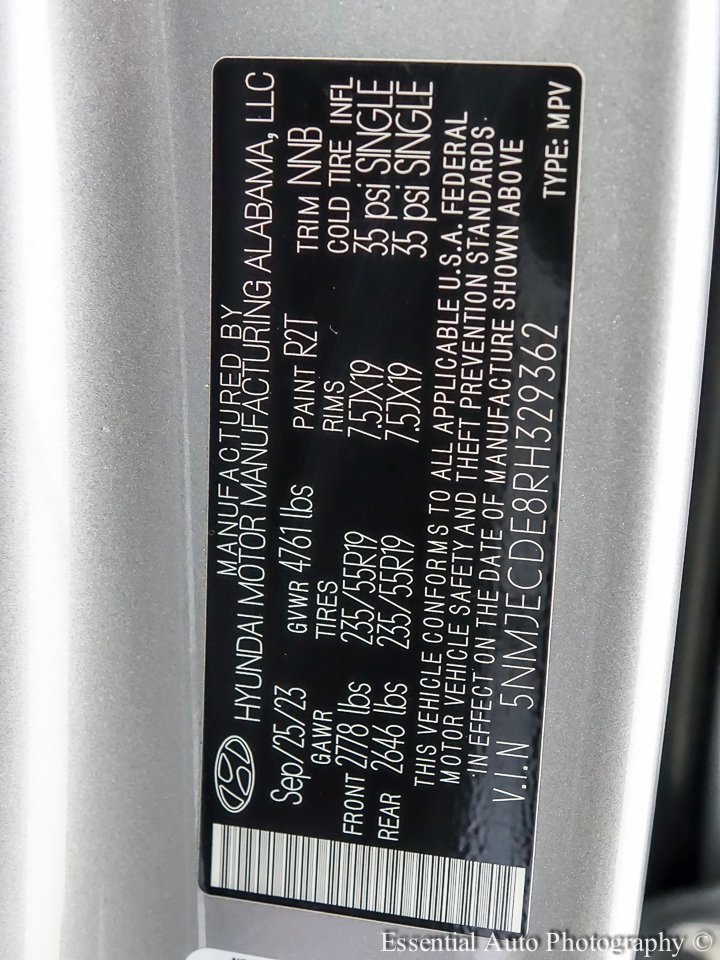 MANUFACTURED BY
HYUNDAI MOTOR MANUFACTURING ALABAMA, LLC
Sep/25/23 GVWR 4761 lbs PAINT R2T TRIM NNB
GAWR TIRES RIMS COLD TIRE INFL
FRONT 2778 lbs 235/55R19 7.5JX19 35 psi SINGLE
REAR 2646 lbs 235/55R19 7.5JX19 35 psi SINGLE
THIS VEHICLE CONFORMS TO ALL APPLICABLE U.S.A. FEDERAL
MOTOR VEHICLE SAFETY AND THEFT PREVENTION STANDARDS
IN EFFECT ON THE DATE OF MANUFACTURE SHOWN ABOVE
V.I.N 5NMJECDE8RH329362 TYPE: MPV
Essential Auto Photography ©